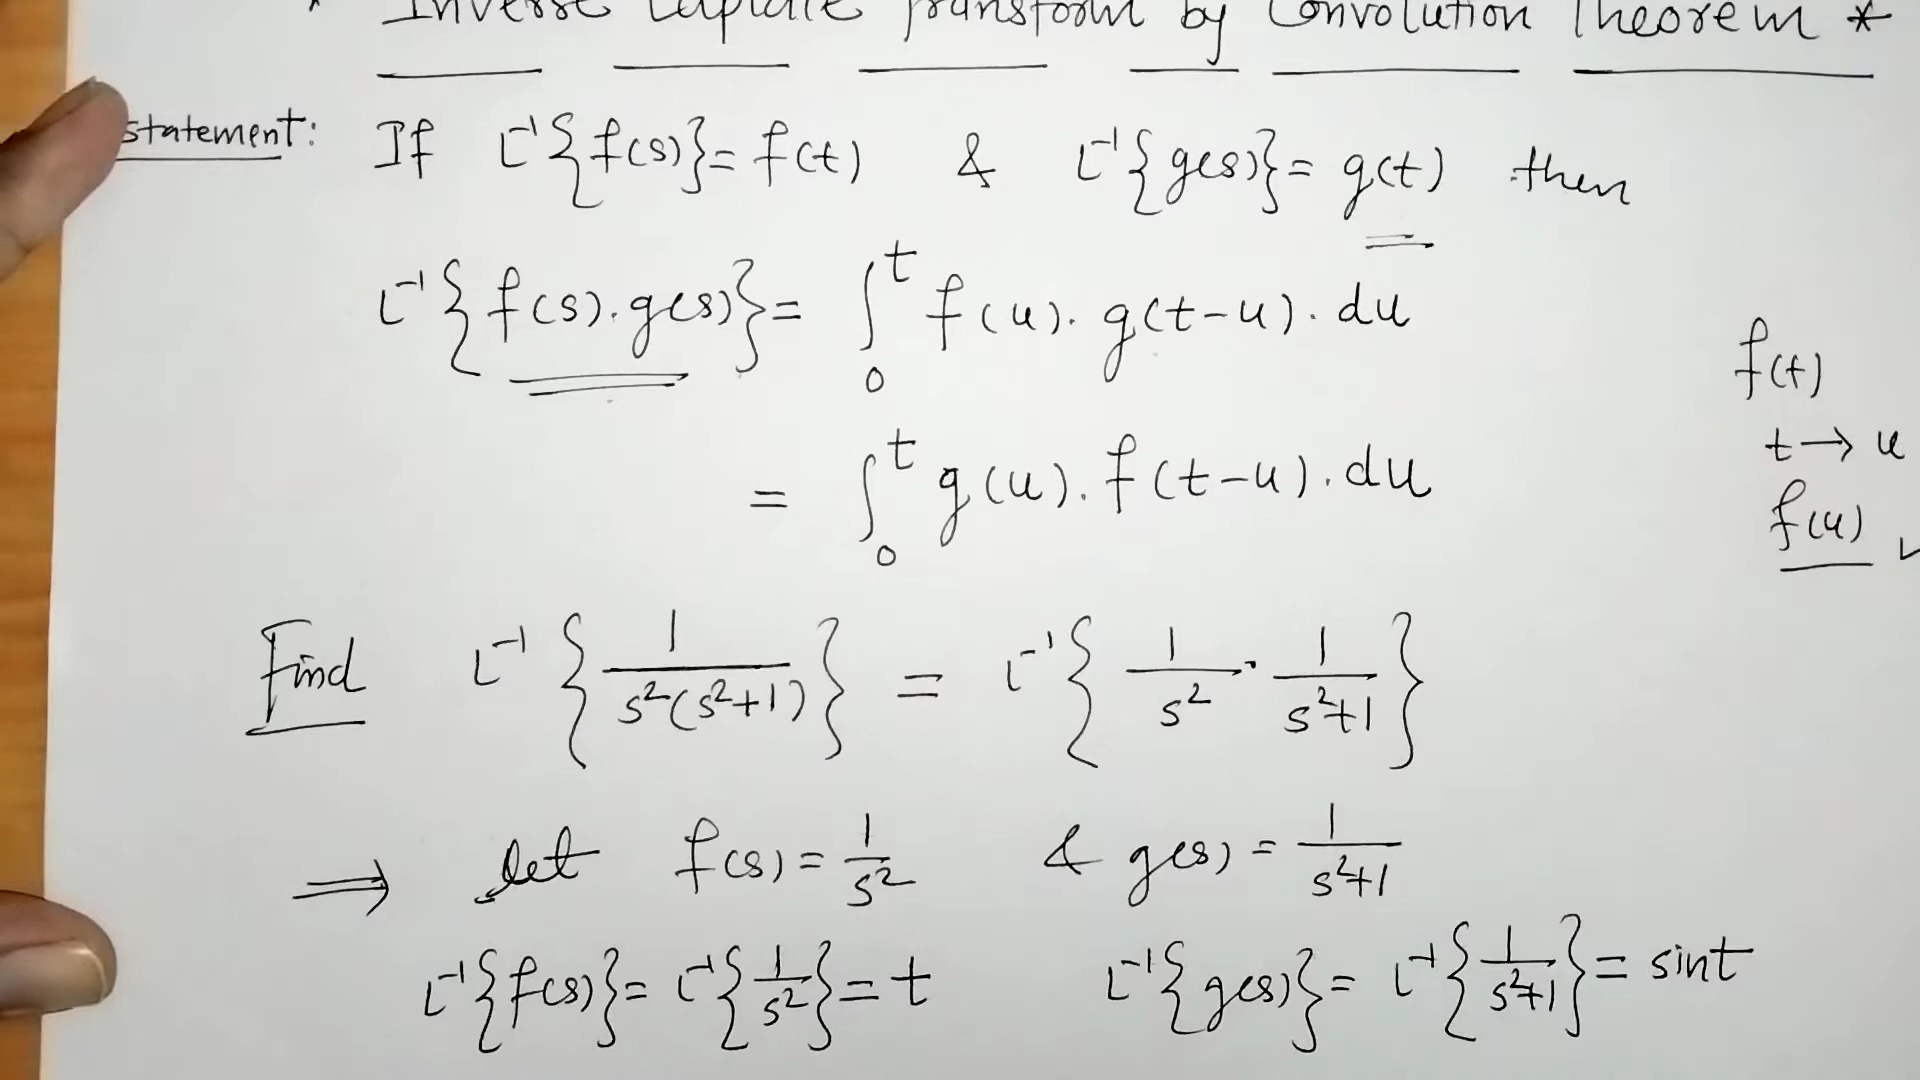 * Inverse Laplace Transform by Convolution Theorem *
statement: If L⁻¹{f(s)} = f(t) & L⁻¹{g(s)} = g(t) then
L⁻¹{f(s).g(s)} = ∫₀ᵗ f(u). g(t-u). du
= ∫₀ᵗ g(u). f(t-u). du
f(t)
t → u
f(u) ✓
Find L⁻¹{1/(s²(s²+1))} = L⁻¹{1/s² · 1/(s²+1)}
⇒ let f(s) = 1/s² & g(s) = 1/(s²+1)
L⁻¹{f(s)} = L⁻¹{1/s²} = t L⁻¹{g(s)} = L⁻¹{1/(s²+1)} = sint